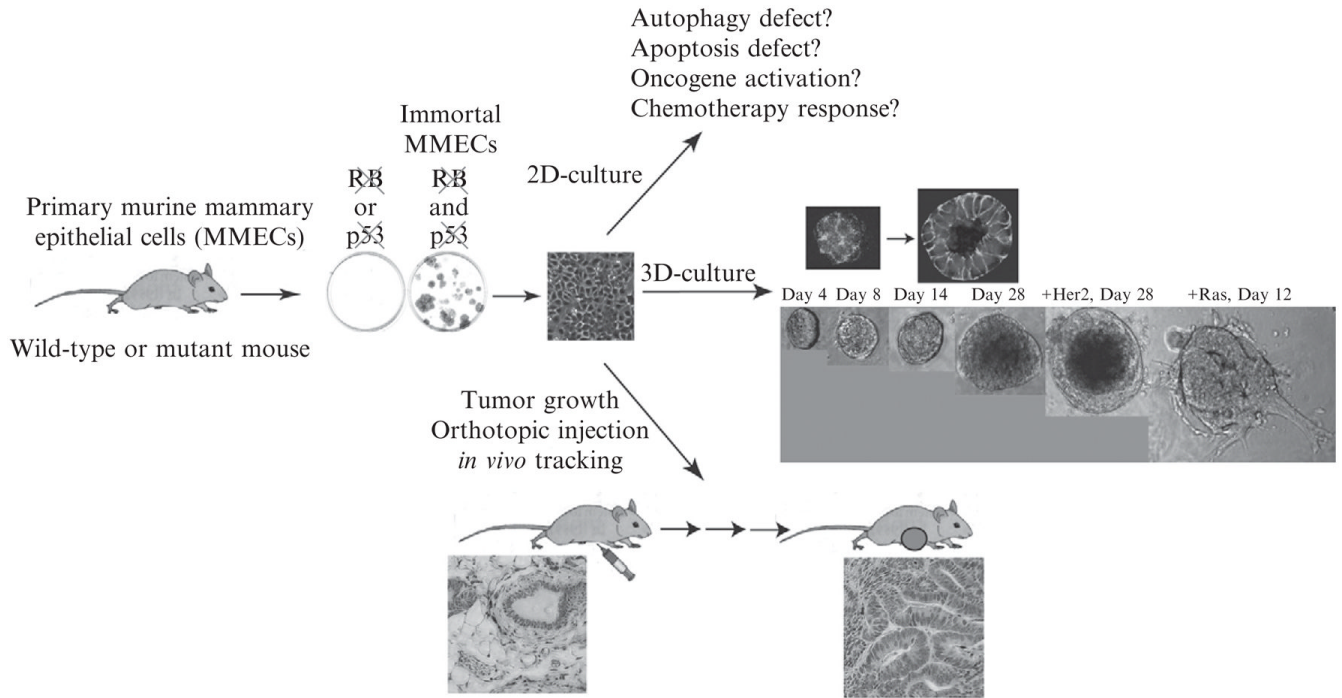 Autophagy defect?
Apoptosis defect?
Oncogene activation?
Chemotherapy response?
Immortal
MMECs
RB
or
p53
RB
and
p53
2D-culture
Primary murine mammary
epithelial cells (MMECs)
3D-culture
Day 4 Day 8 Day 14 Day 28 +Her2, Day 28 +Ras, Day 12
Wild-type or mutant mouse
Tumor growth
Orthotopic injection
in vivo tracking